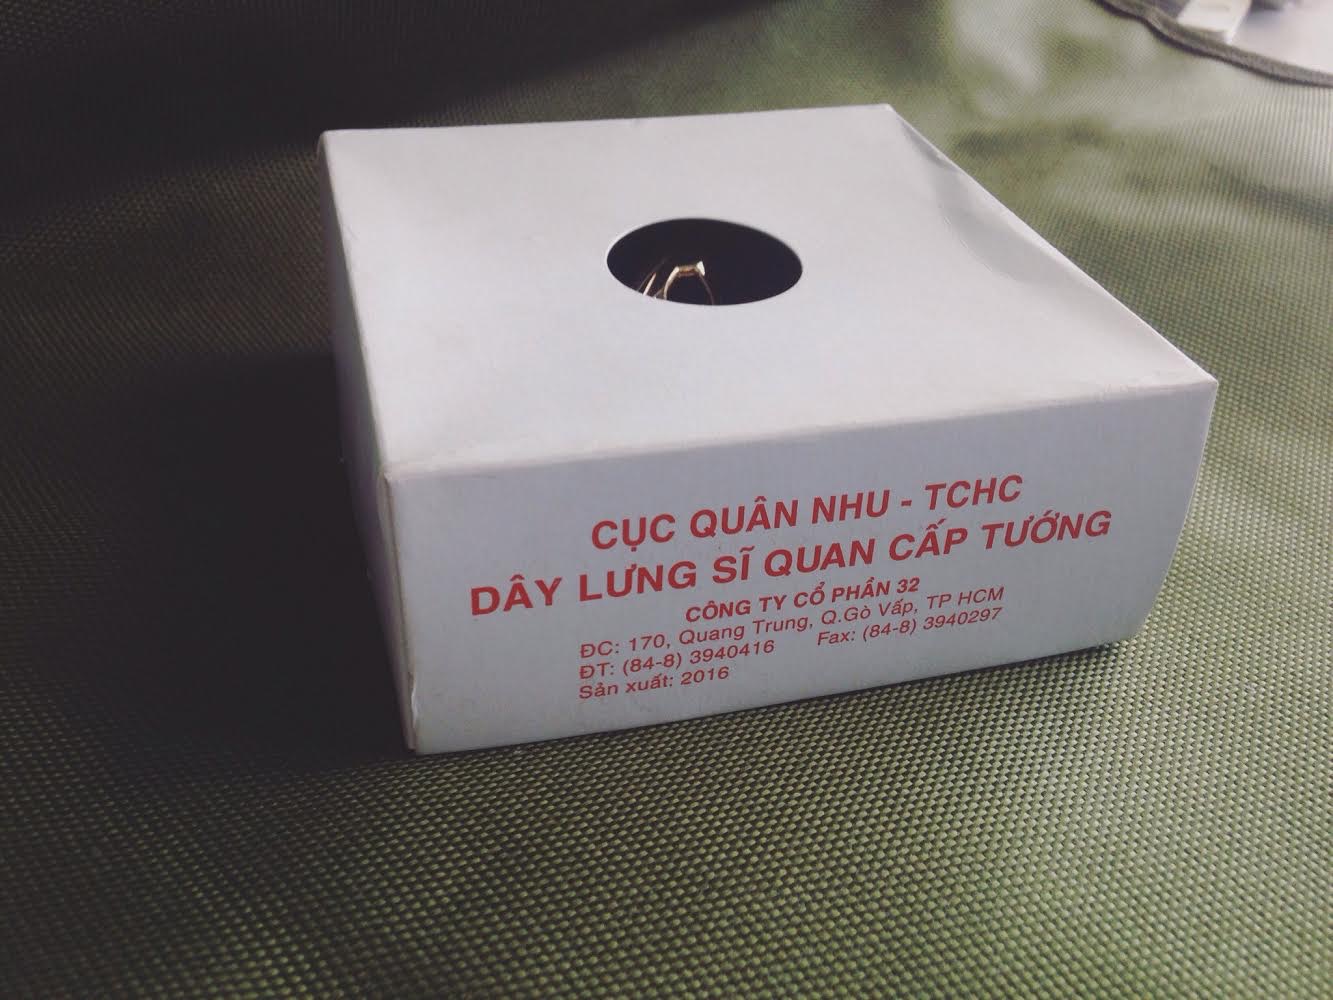 CỤC QUÂN NHU - TCHC
DÂY LƯNG SĨ QUAN CẤP TƯỚNG
CÔNG TY CỔ PHẦN 32
ĐC: 170, Quang Trung, Q.Gò Vấp, TP HCM
ĐT: (84-8) 3940416 Fax: (84-8) 3940297
Sản xuất: 2016